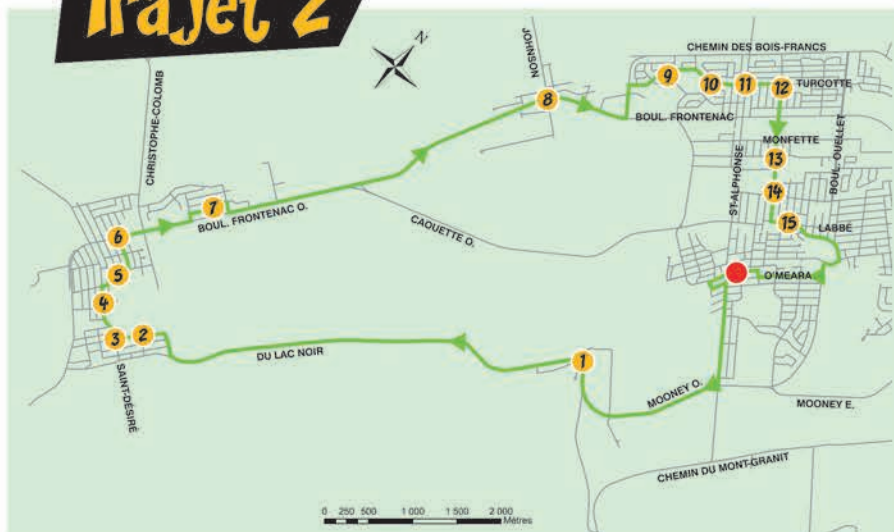 Trajet 2
N
CHRISTOPHE-COLOMB
JOHNSON
CHEMIN DES BOIS-FRANCS
9
10
11
12
TURCOTTE
8
BOUL. FRONTENAC
MONFETTE
13
BOUL. OUELLET
ST-ALPHONSE
14
7
BOUL. FRONTENAC O.
CAOUETTE O.
15
LABBÉ
6
5
O'MEARA
4
3
2
DU LAC NOIR
1
SAINT-DÉSIRÉ
MOONEY O.
MOONEY E.
CHEMIN DU MONT-GRANIT
0 250 500 1 000 1 500 2 000
Mètres